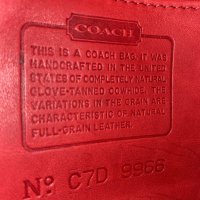 COACH
THIS IS A COACH BAG. IT WAS
HANDCRAFTED IN THE UNITED
STATES OF COMPLETELY NATURAL
GLOVE-TANNED COWHIDE. THE
VARIATIONS IN THE GRAIN ARE
CHARACTERISTIC OF NATURAL
FULL-GRAIN LEATHER.
Nº C7D 9966